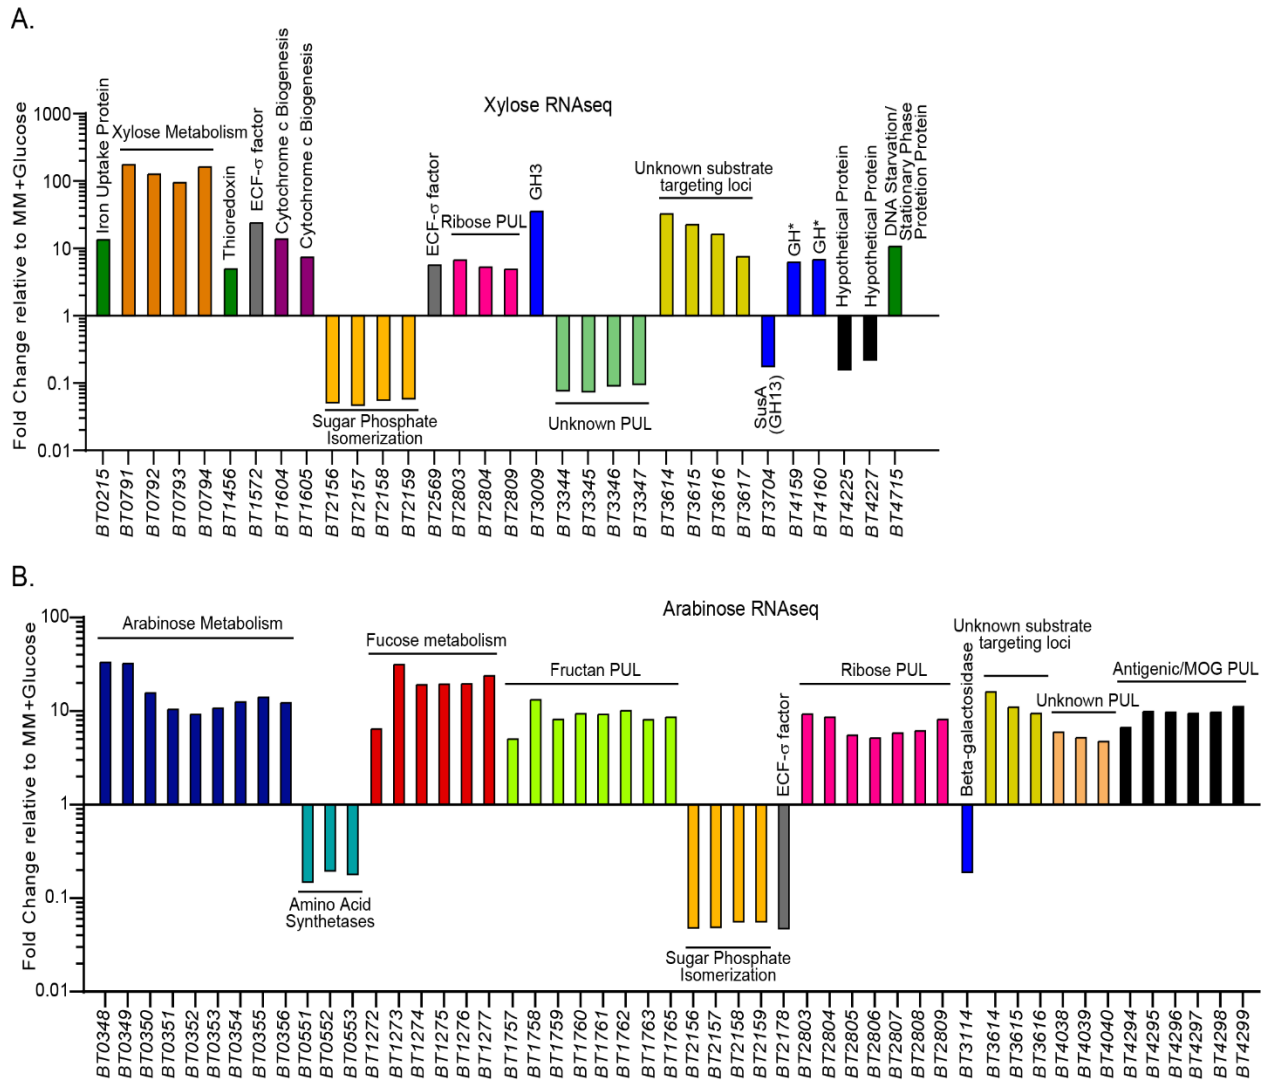 A.
Xylose RNAseq
Fold Change relative to MM+Glucose
1000
100
10
1
0.1
0.01
Iron Uptake Protein
Xylose Metabolism
Thioredoxin
ECF-σ factor
Cytochrome c Biogenesis
Cytochrome c Biogenesis
Sugar Phosphate
Isomerization
ECF-σ factor
Ribose PUL
GH3
Unknown PUL
Unknown substrate
targeting loci
SusA
(GH13)
GH*
GH*
Hypothetical Protein
Hypothetical Protein
DNA Starvation/
Stationary Phase
Protetion Protein
BT0215
BT0791
BT0792
BT0793
BT0794
BT1456
BT1572
BT1604
BT1605
BT2156
BT2157
BT2158
BT2159
BT2569
BT2803
BT2804
BT2809
BT3009
BT3344
BT3345
BT3346
BT3347
BT3614
BT3615
BT3616
BT3617
BT3704
BT4159
BT4160
BT4225
BT4227
BT4715
B.
Arabinose RNAseq
Fold Change relative to MM+Glucose
100
10
1
0.1
0.01
Arabinose Metabolism
Amino Acid
Synthetases
Fucose metabolism
Fructan PUL
Sugar Phosphate
Isomerization
ECF-σ factor
Ribose PUL
Beta-galactosidase
Unknown substrate
targeting loci
Unknown PUL
Antigenic/MOG PUL
BT0348
BT0349
BT0350
BT0351
BT0352
BT0353
BT0354
BT0355
BT0356
BT0551
BT0552
BT0553
BT1272
BT1273
BT1274
BT1275
BT1276
BT1277
BT1757
BT1758
BT1759
BT1760
BT1761
BT1762
BT1763
BT1765
BT2156
BT2157
BT2158
BT2159
BT2178
BT2803
BT2804
BT2805
BT2806
BT2807
BT2808
BT2809
BT3114
BT3614
BT3615
BT3616
BT4038
BT4039
BT4040
BT4294
BT4295
BT4296
BT4297
BT4298
BT4299